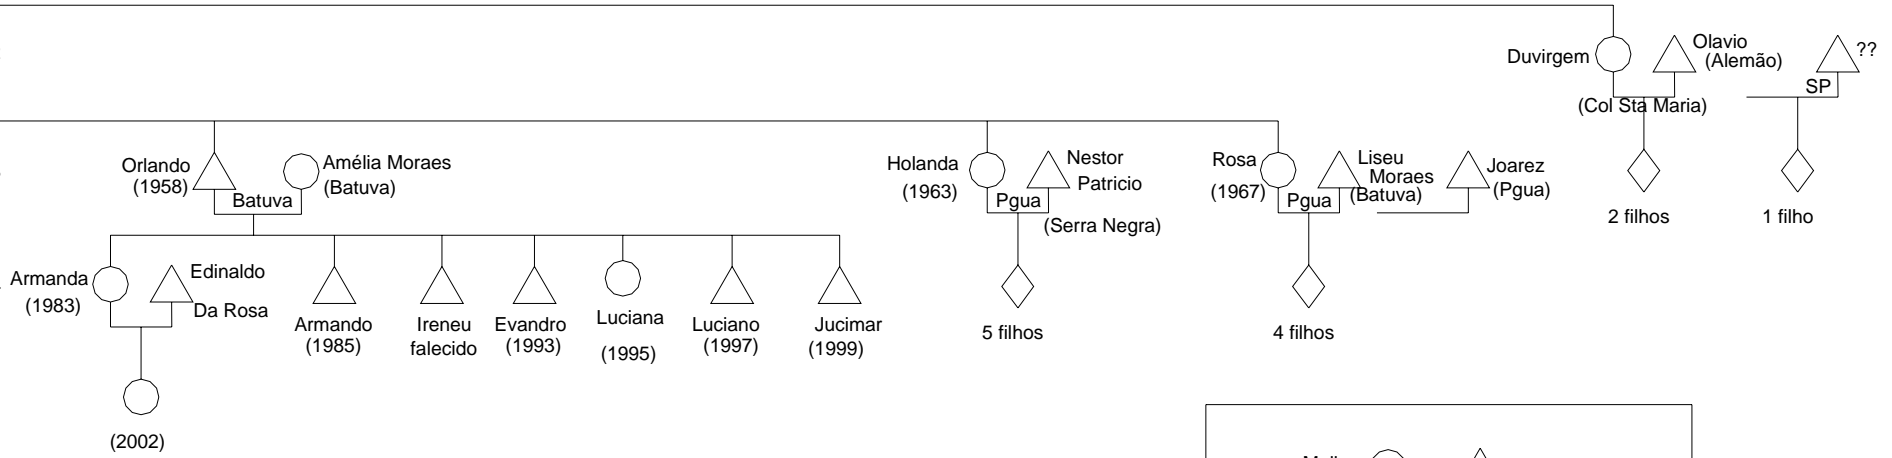 Duvirgem
Olavio
(Alemão)
??
SP
(Col Sta Maria)
2 filhos
1 filho
Orlando
(1958)
Amélia Moraes
(Batuva)
Batuva
Holanda
(1963)
Nestor
Patricio
Pgua
(Serra Negra)
Rosa
(1967)
Liseu
Moraes
(Batuva)
Pgua
Joarez
(Pgua)
Armanda
(1983)
Edinaldo
Da Rosa
Armando
(1985)
Ireneu
falecido
Evandro
(1993)
Luciana
(1995)
Luciano
(1997)
Jucimar
(1999)
5 filhos
4 filhos
(2002)